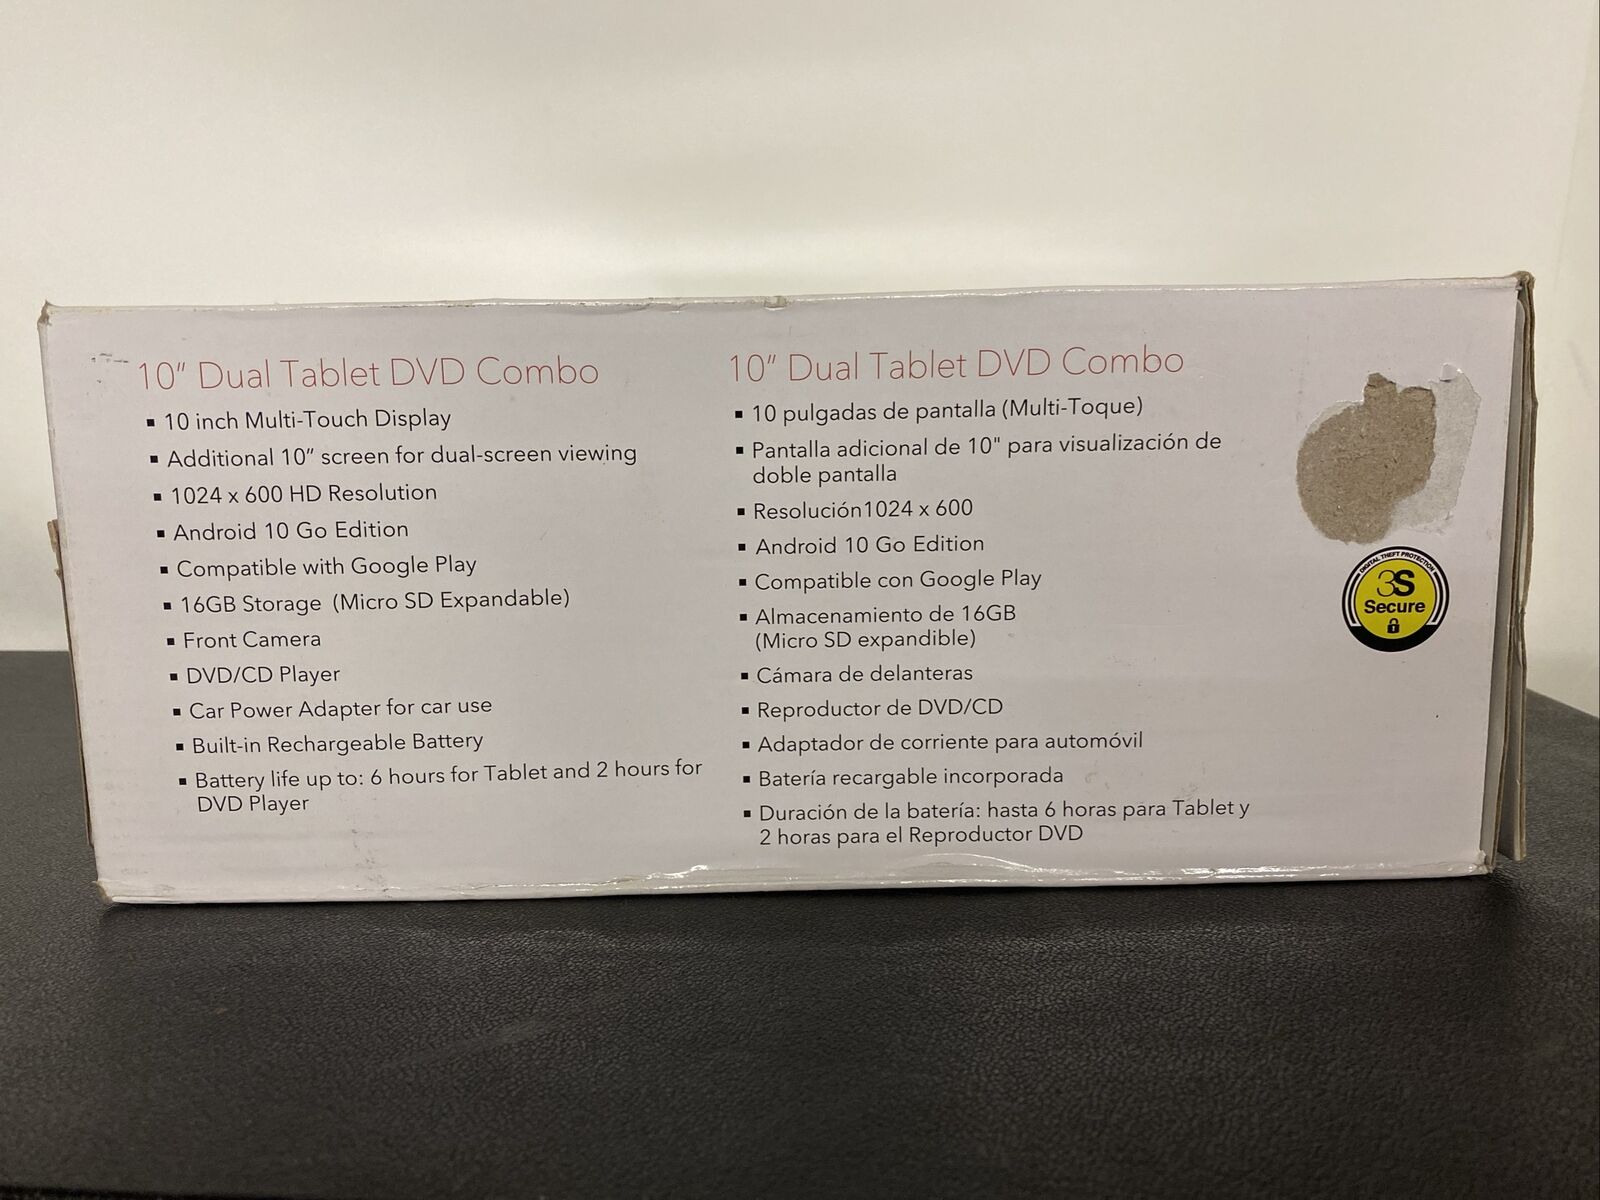 10” Dual Tablet DVD Combo
▪ 10 inch Multi-Touch Display
▪ Additional 10” screen for dual-screen viewing
▪ 1024 x 600 HD Resolution
▪ Android 10 Go Edition
▪ Compatible with Google Play
▪ 16GB Storage (Micro SD Expandable)
▪ Front Camera
▪ DVD/CD Player
▪ Car Power Adapter for car use
▪ Built-in Rechargeable Battery
▪ Battery life up to: 6 hours for Tablet and 2 hours for
DVD Player
10” Dual Tablet DVD Combo
▪ 10 pulgadas de pantalla (Multi-Toque)
▪ Pantalla adicional de 10" para visualización de
doble pantalla
▪ Resolución1024 x 600
▪ Android 10 Go Edition
▪ Compatible con Google Play
▪ Almacenamiento de 16GB
(Micro SD expandible)
▪ Cámara de delanteras
▪ Reproductor de DVD/CD
▪ Adaptador de corriente para automóvil
▪ Batería recargable incorporada
▪ Duración de la batería: hasta 6 horas para Tablet y
2 horas para el Reproductor DVD
DIGITAL THEFT PROTECTION
3S
Secure